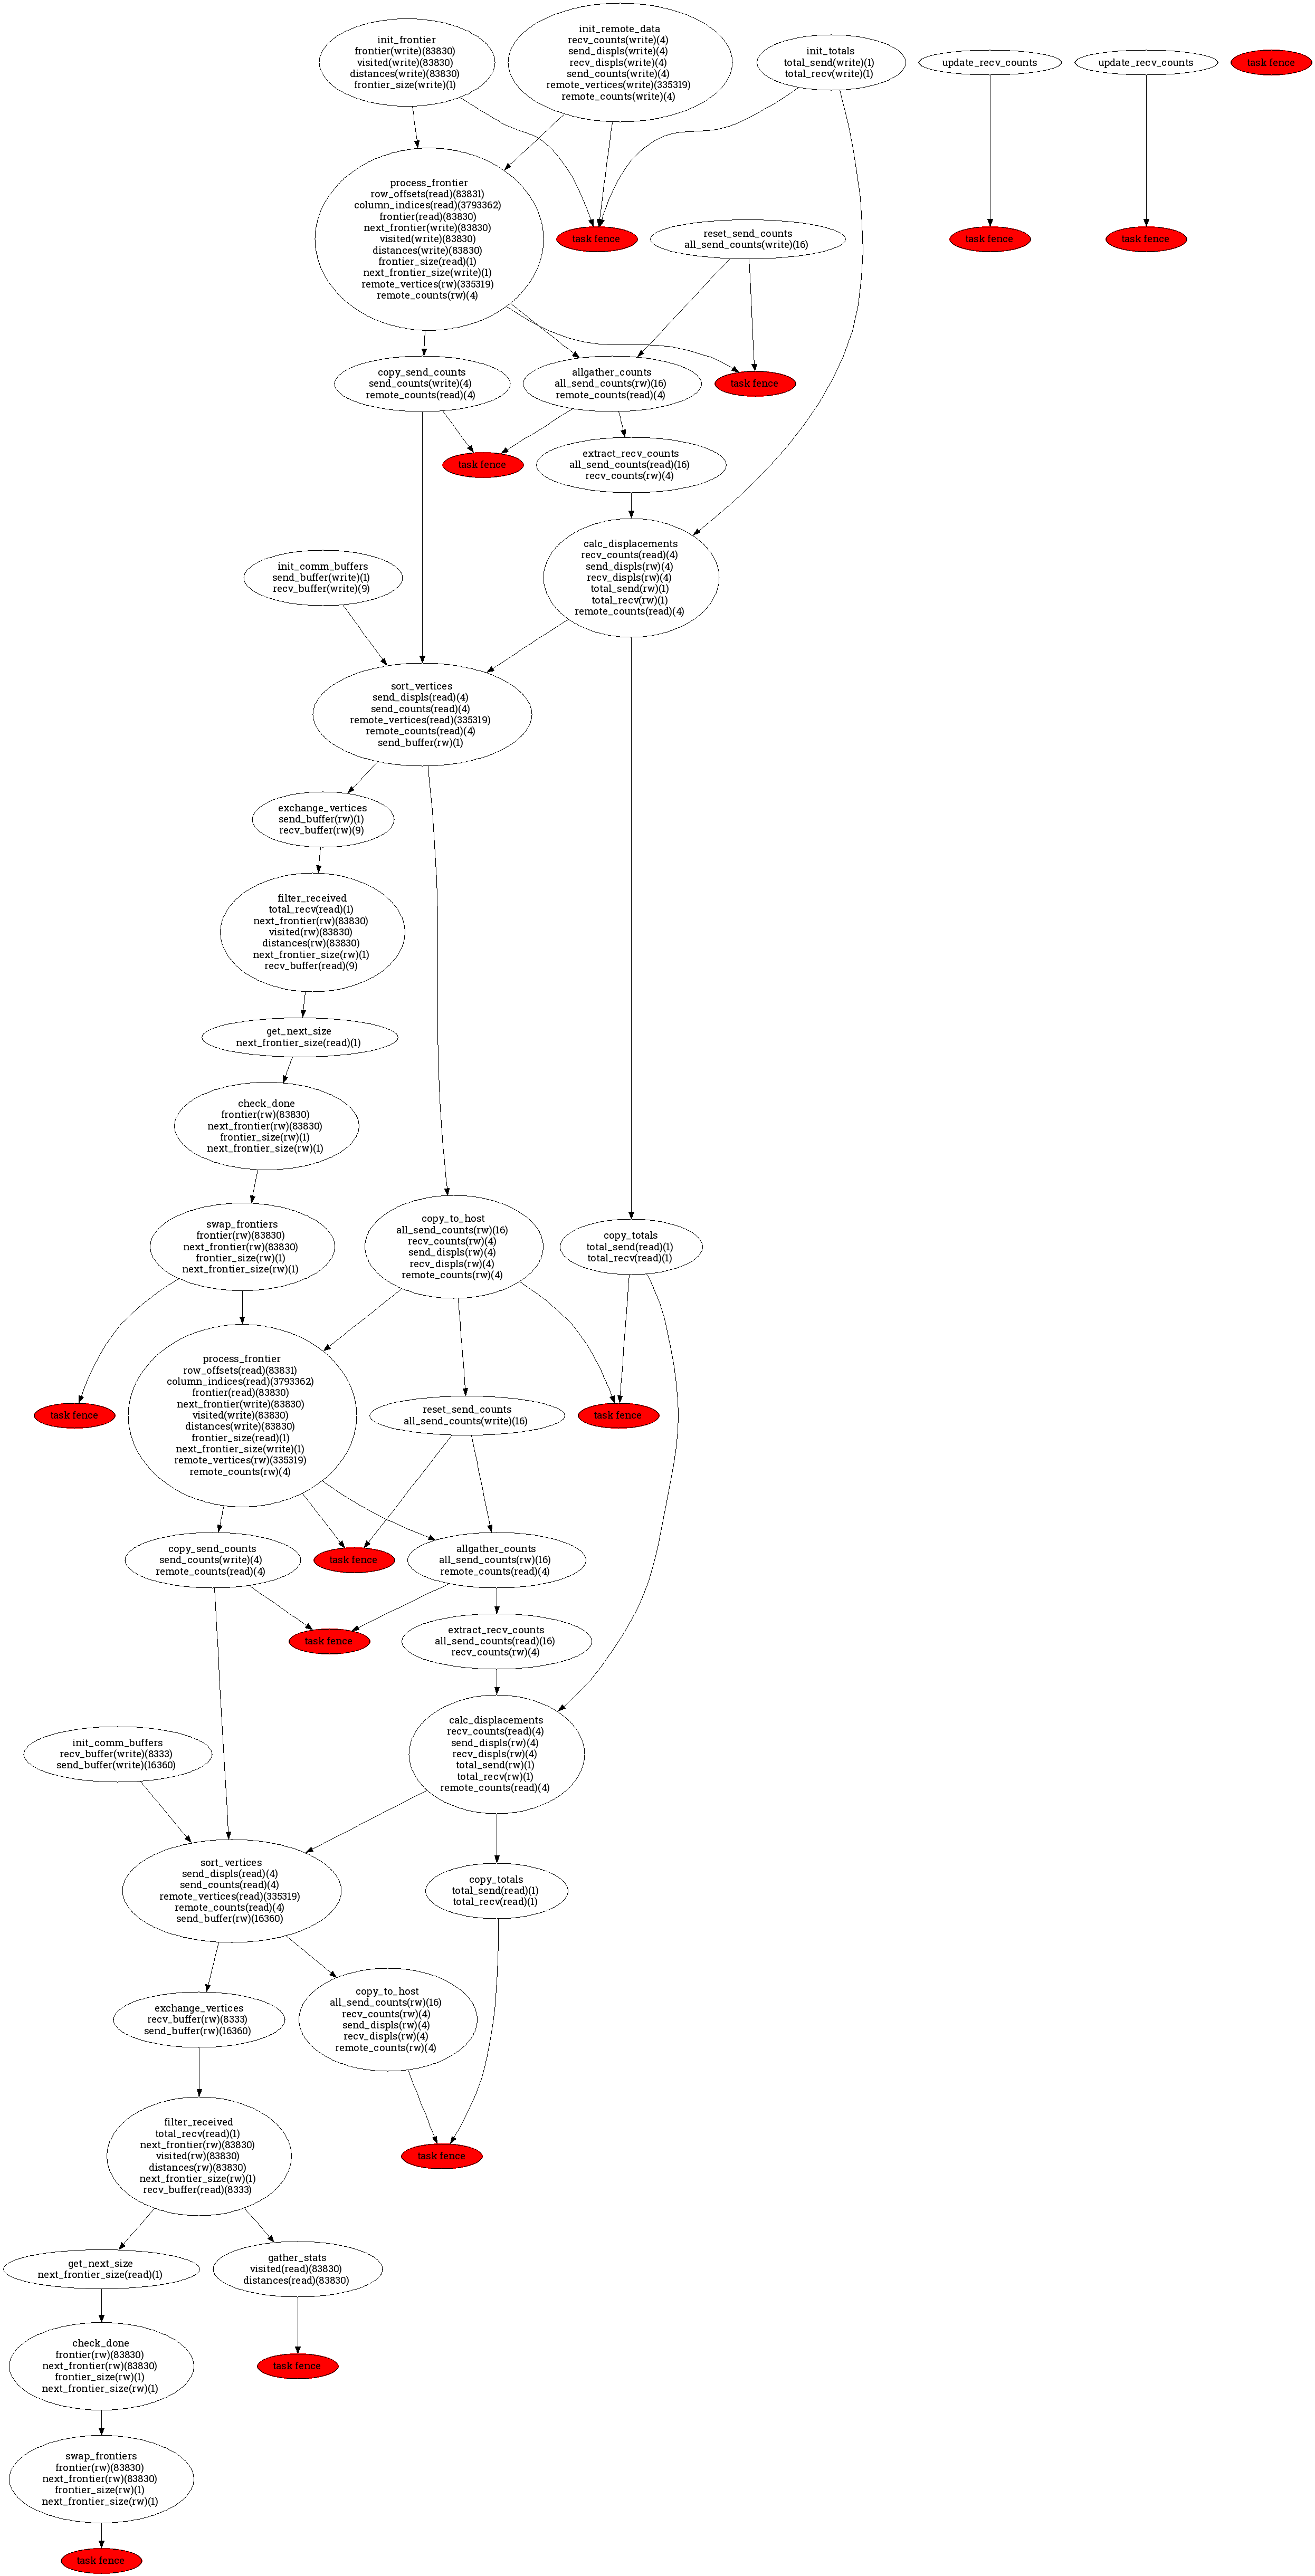 init_frontier
frontier(write)(83830)
visited(write)(83830)
distances(write)(83830)
frontier_size(write)(1)
init_remote_data
recv_counts(write)(4)
send_displs(write)(4)
recv_displs(write)(4)
send_counts(write)(4)
remote_vertices(write)(335319)
remote_counts(write)(4)
init_totals
total_send(write)(1)
total_recv(write)(1)
update_recv_counts
update_recv_counts
task fence
process_frontier
row_offsets(read)(83831)
column_indices(read)(3793362)
frontier(read)(83830)
next_frontier(write)(83830)
visited(write)(83830)
distances(write)(83830)
frontier_size(read)(1)
next_frontier_size(write)(1)
remote_vertices(rw)(335319)
remote_counts(rw)(4)
task fence
reset_send_counts
all_send_counts(write)(16)
task fence
task fence
copy_send_counts
send_counts(write)(4)
remote_counts(read)(4)
allgather_counts
all_send_counts(rw)(16)
remote_counts(read)(4)
task fence
task fence
extract_recv_counts
all_send_counts(read)(16)
recv_counts(rw)(4)
init_comm_buffers
send_buffer(write)(1)
recv_buffer(write)(9)
calc_displacements
recv_counts(read)(4)
send_displs(rw)(4)
recv_displs(rw)(4)
total_send(rw)(1)
total_recv(rw)(1)
remote_counts(read)(4)
sort_vertices
send_displs(read)(4)
send_counts(read)(4)
remote_vertices(read)(335319)
remote_counts(read)(4)
send_buffer(rw)(1)
exchange_vertices
send_buffer(rw)(1)
recv_buffer(rw)(9)
filter_received
total_recv(read)(1)
next_frontier(rw)(83830)
visited(rw)(83830)
distances(rw)(83830)
next_frontier_size(rw)(1)
recv_buffer(read)(9)
get_next_size
next_frontier_size(read)(1)
check_done
frontier(rw)(83830)
next_frontier(rw)(83830)
frontier_size(rw)(1)
next_frontier_size(rw)(1)
swap_frontiers
frontier(rw)(83830)
next_frontier(rw)(83830)
frontier_size(rw)(1)
next_frontier_size(rw)(1)
copy_to_host
all_send_counts(rw)(16)
recv_counts(rw)(4)
send_displs(rw)(4)
recv_displs(rw)(4)
remote_counts(rw)(4)
copy_totals
total_send(read)(1)
total_recv(read)(1)
task fence
process_frontier
row_offsets(read)(83831)
column_indices(read)(3793362)
frontier(read)(83830)
next_frontier(write)(83830)
visited(write)(83830)
distances(write)(83830)
frontier_size(read)(1)
next_frontier_size(write)(1)
remote_vertices(rw)(335319)
remote_counts(rw)(4)
reset_send_counts
all_send_counts(write)(16)
task fence
copy_send_counts
send_counts(write)(4)
remote_counts(read)(4)
task fence
allgather_counts
all_send_counts(rw)(16)
remote_counts(read)(4)
task fence
extract_recv_counts
all_send_counts(read)(16)
recv_counts(rw)(4)
init_comm_buffers
recv_buffer(write)(8333)
send_buffer(write)(16360)
calc_displacements
recv_counts(read)(4)
send_displs(rw)(4)
recv_displs(rw)(4)
total_send(rw)(1)
total_recv(rw)(1)
remote_counts(read)(4)
sort_vertices
send_displs(read)(4)
send_counts(read)(4)
remote_vertices(read)(335319)
remote_counts(read)(4)
send_buffer(rw)(16360)
copy_totals
total_send(read)(1)
total_recv(read)(1)
exchange_vertices
recv_buffer(rw)(8333)
send_buffer(rw)(16360)
copy_to_host
all_send_counts(rw)(16)
recv_counts(rw)(4)
send_displs(rw)(4)
recv_displs(rw)(4)
remote_counts(rw)(4)
filter_received
total_recv(read)(1)
next_frontier(rw)(83830)
visited(rw)(83830)
distances(rw)(83830)
next_frontier_size(rw)(1)
recv_buffer(read)(8333)
task fence
get_next_size
next_frontier_size(read)(1)
gather_stats
visited(read)(83830)
distances(read)(83830)
check_done
frontier(rw)(83830)
next_frontier(rw)(83830)
frontier_size(rw)(1)
next_frontier_size(rw)(1)
task fence
swap_frontiers
frontier(rw)(83830)
next_frontier(rw)(83830)
frontier_size(rw)(1)
next_frontier_size(rw)(1)
task fence